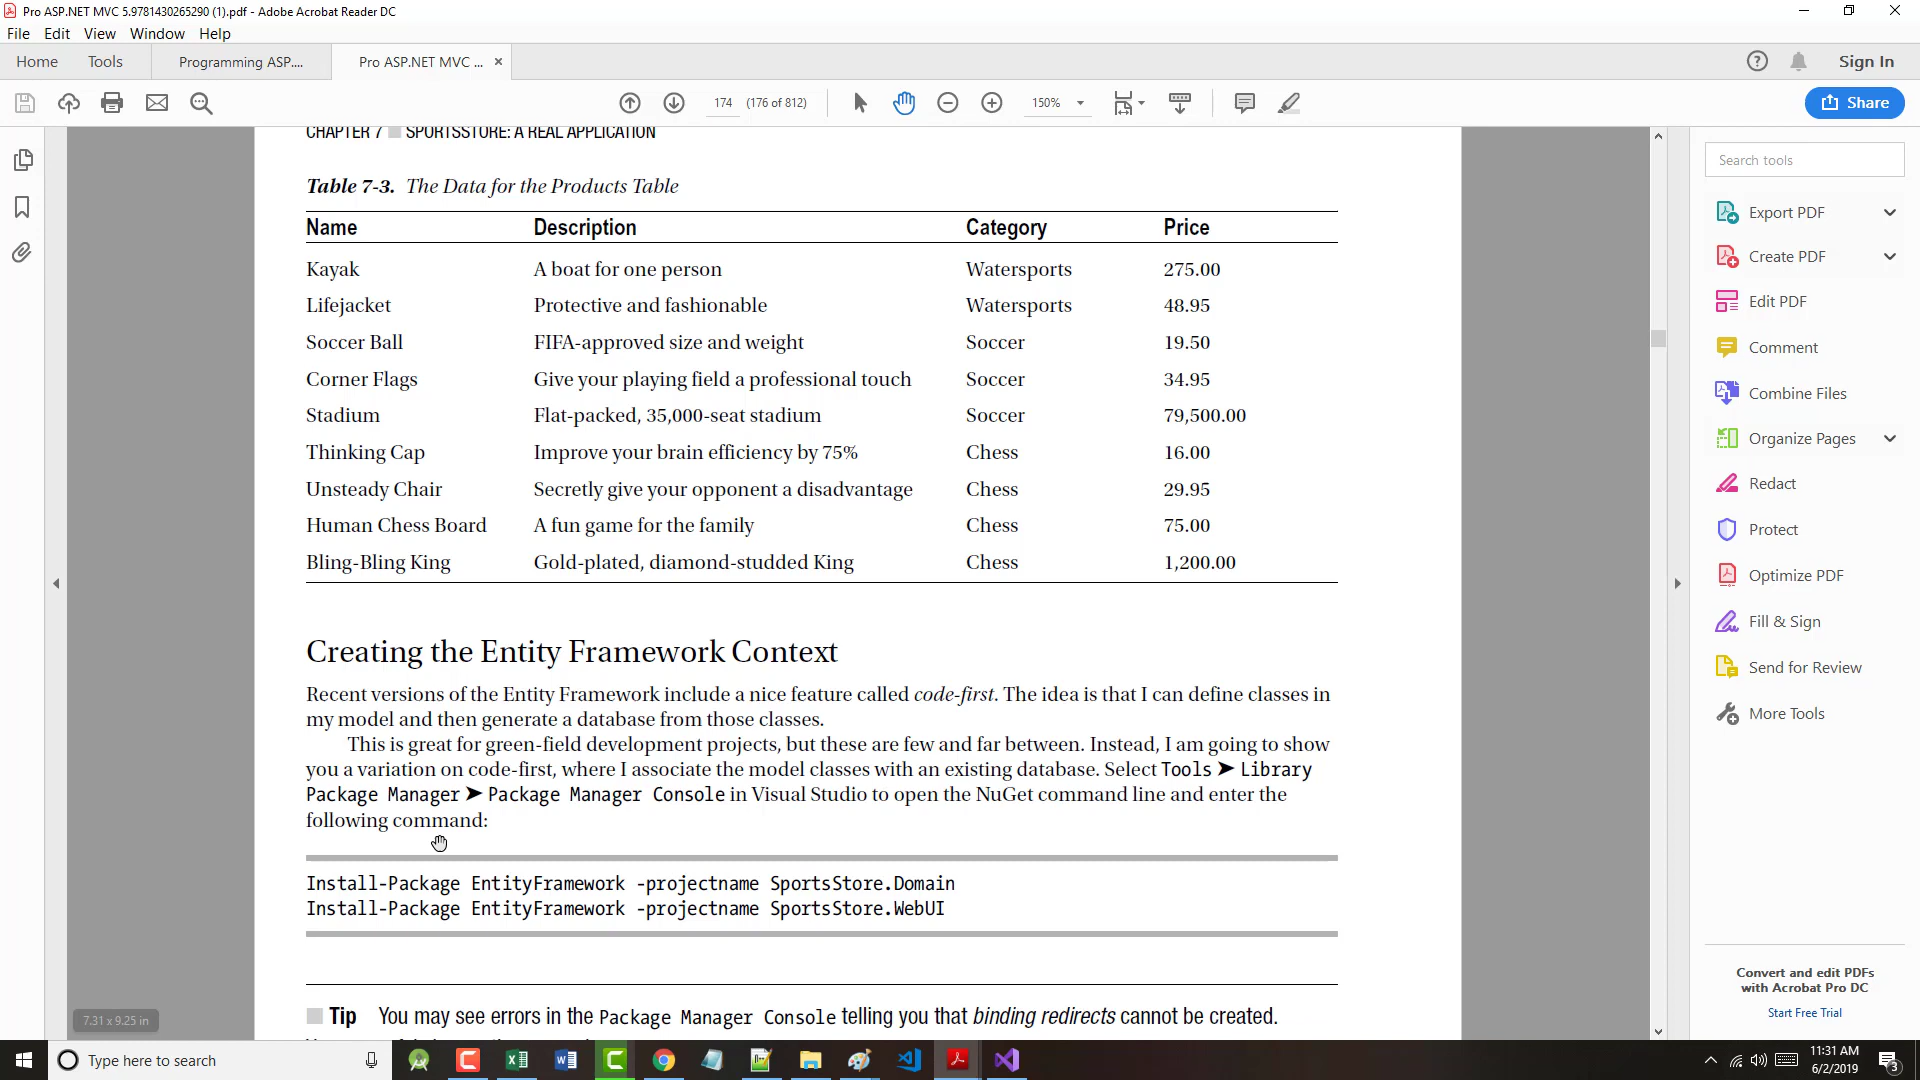 Pro ASP.NET MVC 5.9781430265290 (1).pdf - Adobe Acrobat Reader DC
File Edit View Window Help
Home Tools Programming ASP.... Pro ASP.NET MVC ... × Sign In
174 (176 of 812) 150% Share
CHAPTER 7 SPORTSSTORE: A REAL APPLICATION
Table 7-3. The Data for the Products Table
Name Description Category Price
Kayak A boat for one person Watersports 275.00
Lifejacket Protective and fashionable Watersports 48.95
Soccer Ball FIFA-approved size and weight Soccer 19.50
Corner Flags Give your playing field a professional touch Soccer 34.95
Stadium Flat-packed, 35,000-seat stadium Soccer 79,500.00
Thinking Cap Improve your brain efficiency by 75% Chess 16.00
Unsteady Chair Secretly give your opponent a disadvantage Chess 29.95
Human Chess Board A fun game for the family Chess 75.00
Bling-Bling King Gold-plated, diamond-studded King Chess 1,200.00
Creating the Entity Framework Context
Recent versions of the Entity Framework include a nice feature called code-first. The idea is that I can define classes in
my model and then generate a database from those classes.
This is great for green-field development projects, but these are few and far between. Instead, I am going to show
you a variation on code-first, where I associate the model classes with an existing database. Select Tools ➤ Library
Package Manager ➤ Package Manager Console in Visual Studio to open the NuGet command line and enter the
following command:
Install-Package EntityFramework -projectname SportsStore.Domain
Install-Package EntityFramework -projectname SportsStore.WebUI
Tip You may see errors in the Package Manager Console telling you that binding redirects cannot be created.
7.31 x 9.25 in
Search tools
Export PDF
Create PDF
Edit PDF
Comment
Combine Files
Organize Pages
Redact
Protect
Optimize PDF
Fill & Sign
Send for Review
More Tools
Convert and edit PDFs
with Acrobat Pro DC
Start Free Trial
Type here to search
11:31 AM
6/2/2019
3